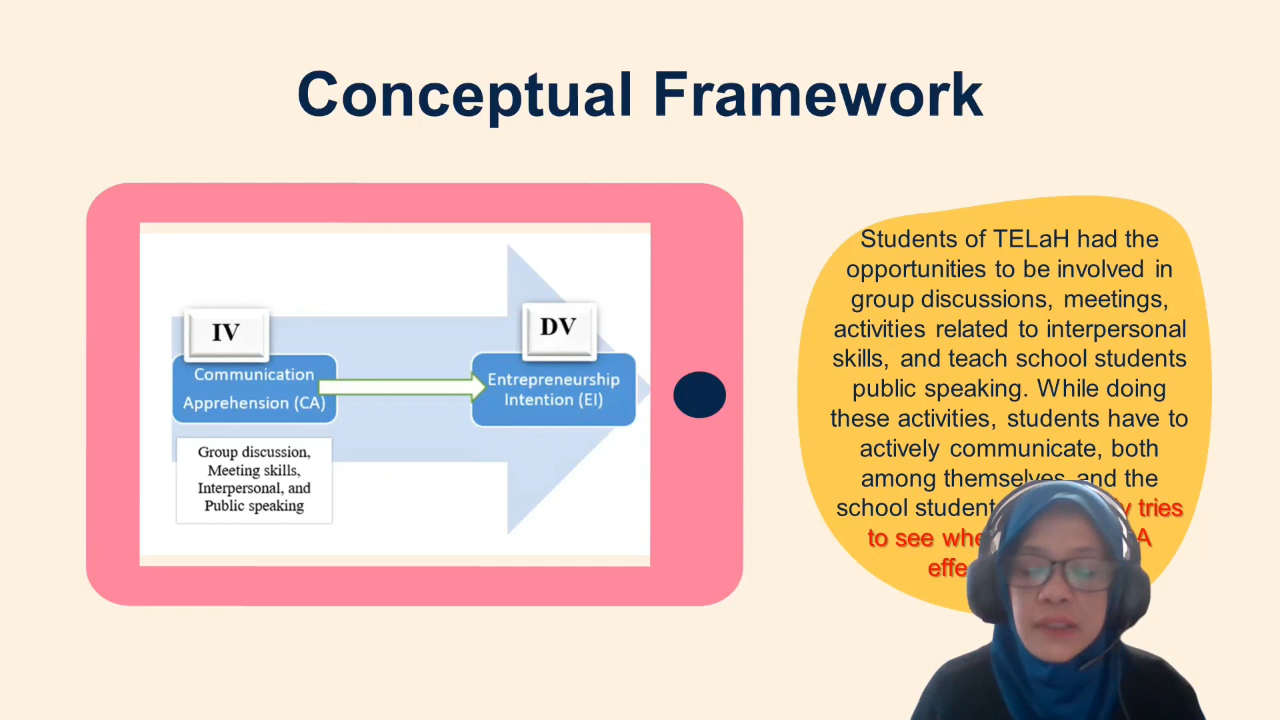 Conceptual Framework
IV
Communication
Apprehension (CA)
Group discussion,
Meeting skills,
Interpersonal, and
Public speaking
DV
Entrepreneurship
Intention (EI)
Students of TELaH had the
opportunities to be involved in
group discussions, meetings,
activities related to interpersonal
skills, and teach school students
public speaking. While doing
these activities, students have to
actively communicate, both
among themselves and the
school tries
to see A